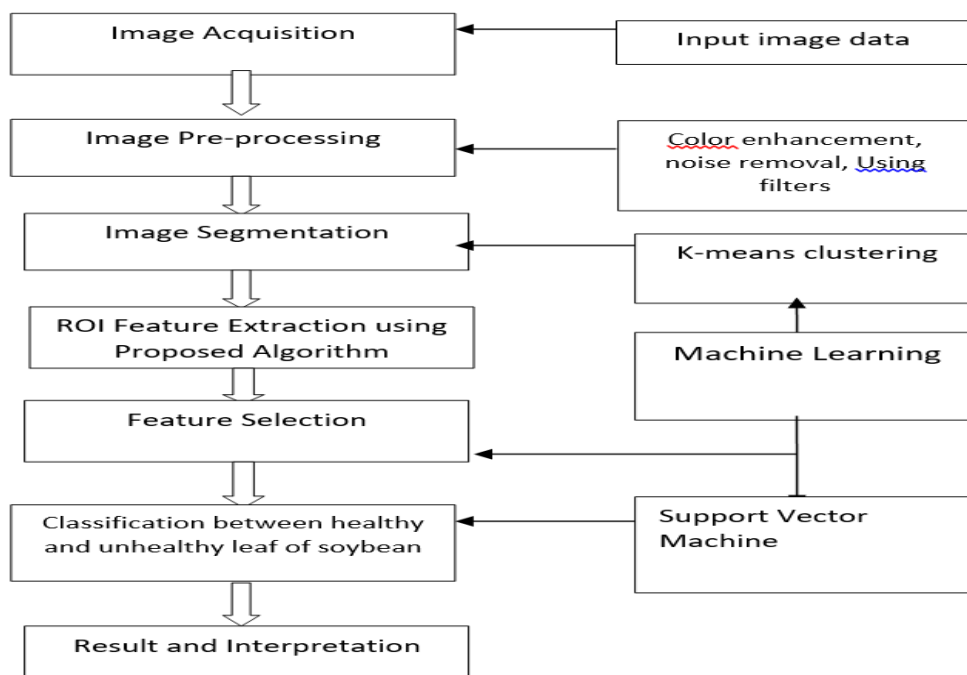 Image Acquisition
Input image data
Image Pre-processing
Color enhancement,
noise removal, Using
filters
Image Segmentation
K-means clustering
ROI Feature Extraction using
Proposed Algorithm
Machine Learning
Feature Selection
Classification between healthy
and unhealthy leaf of soybean
Support Vector
Machine
Result and Interpretation